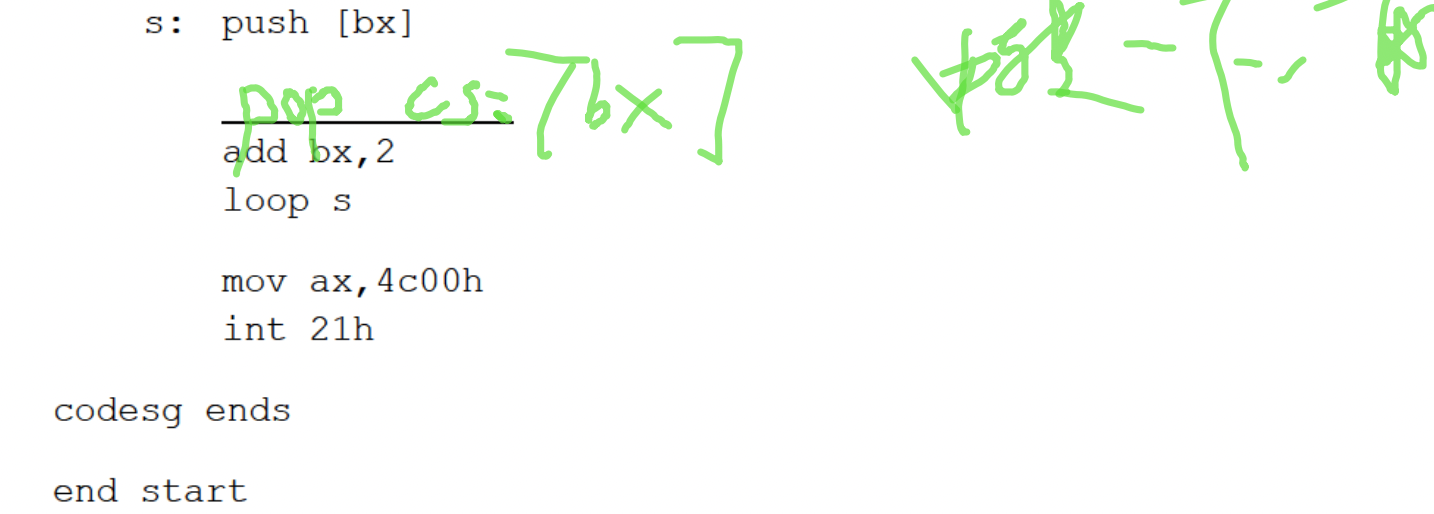 s: push [bx]
pop cs:[bx]
add bx,2
loop s
mov ax,4c00h
int 21h
codesg ends
end start